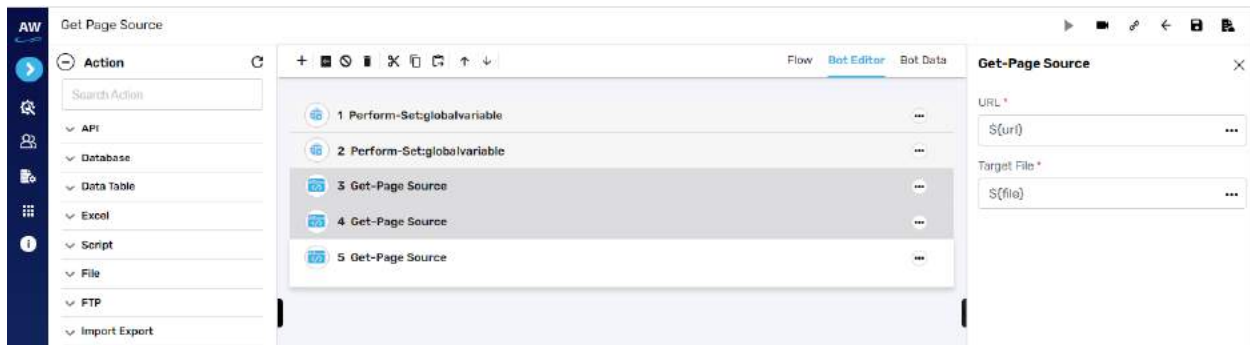 AW
Get Page Source
Action
Search Action
API
Database
Data Table
Excel
Script
File
FTP
Import Export
Flow Bot Editor Bot Data
1 Perform-Set:globalvariable
2 Perform-Set:globalvariable
3 Get-Page Source
4 Get-Page Source
5 Get-Page Source
Get-Page Source
URL *
${url}
Target File *
${file}